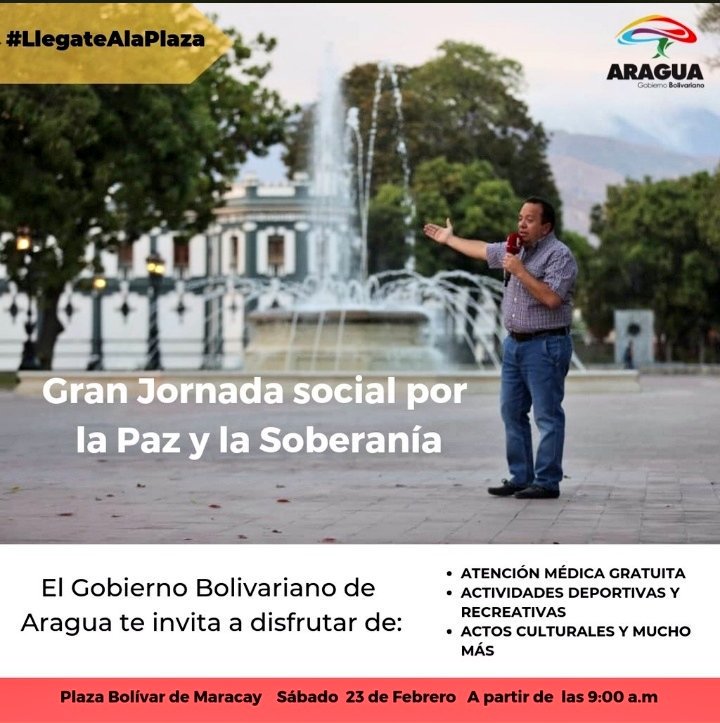 #LlegateAlaPlaza
ARAGUA
Gobierno Bolivariano
Gran Jornada social por
la Paz y la Soberanía
El Gobierno Bolivariano de
Aragua te invita a disfrutar de:
• ATENCIÓN MÉDICA GRATUITA
• ACTIVIDADES DEPORTIVAS Y
RECREATIVAS
• ACTOS CULTURALES Y MUCHO
MÁS
Plaza Bolívar de Maracay Sábado 23 de Febrero A partir de las 9:00 a.m